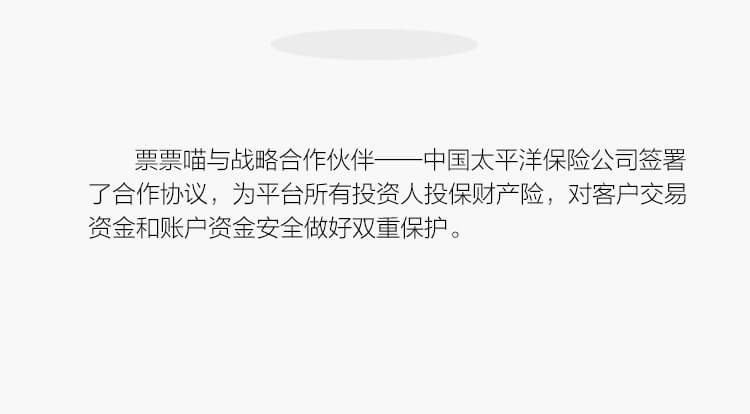 票票喵与战略合作伙伴——中国太平洋保险公司签署
了合作协议，为平台所有投资人投保财产险，对客户交易
资金和账户资金安全做好双重保护。